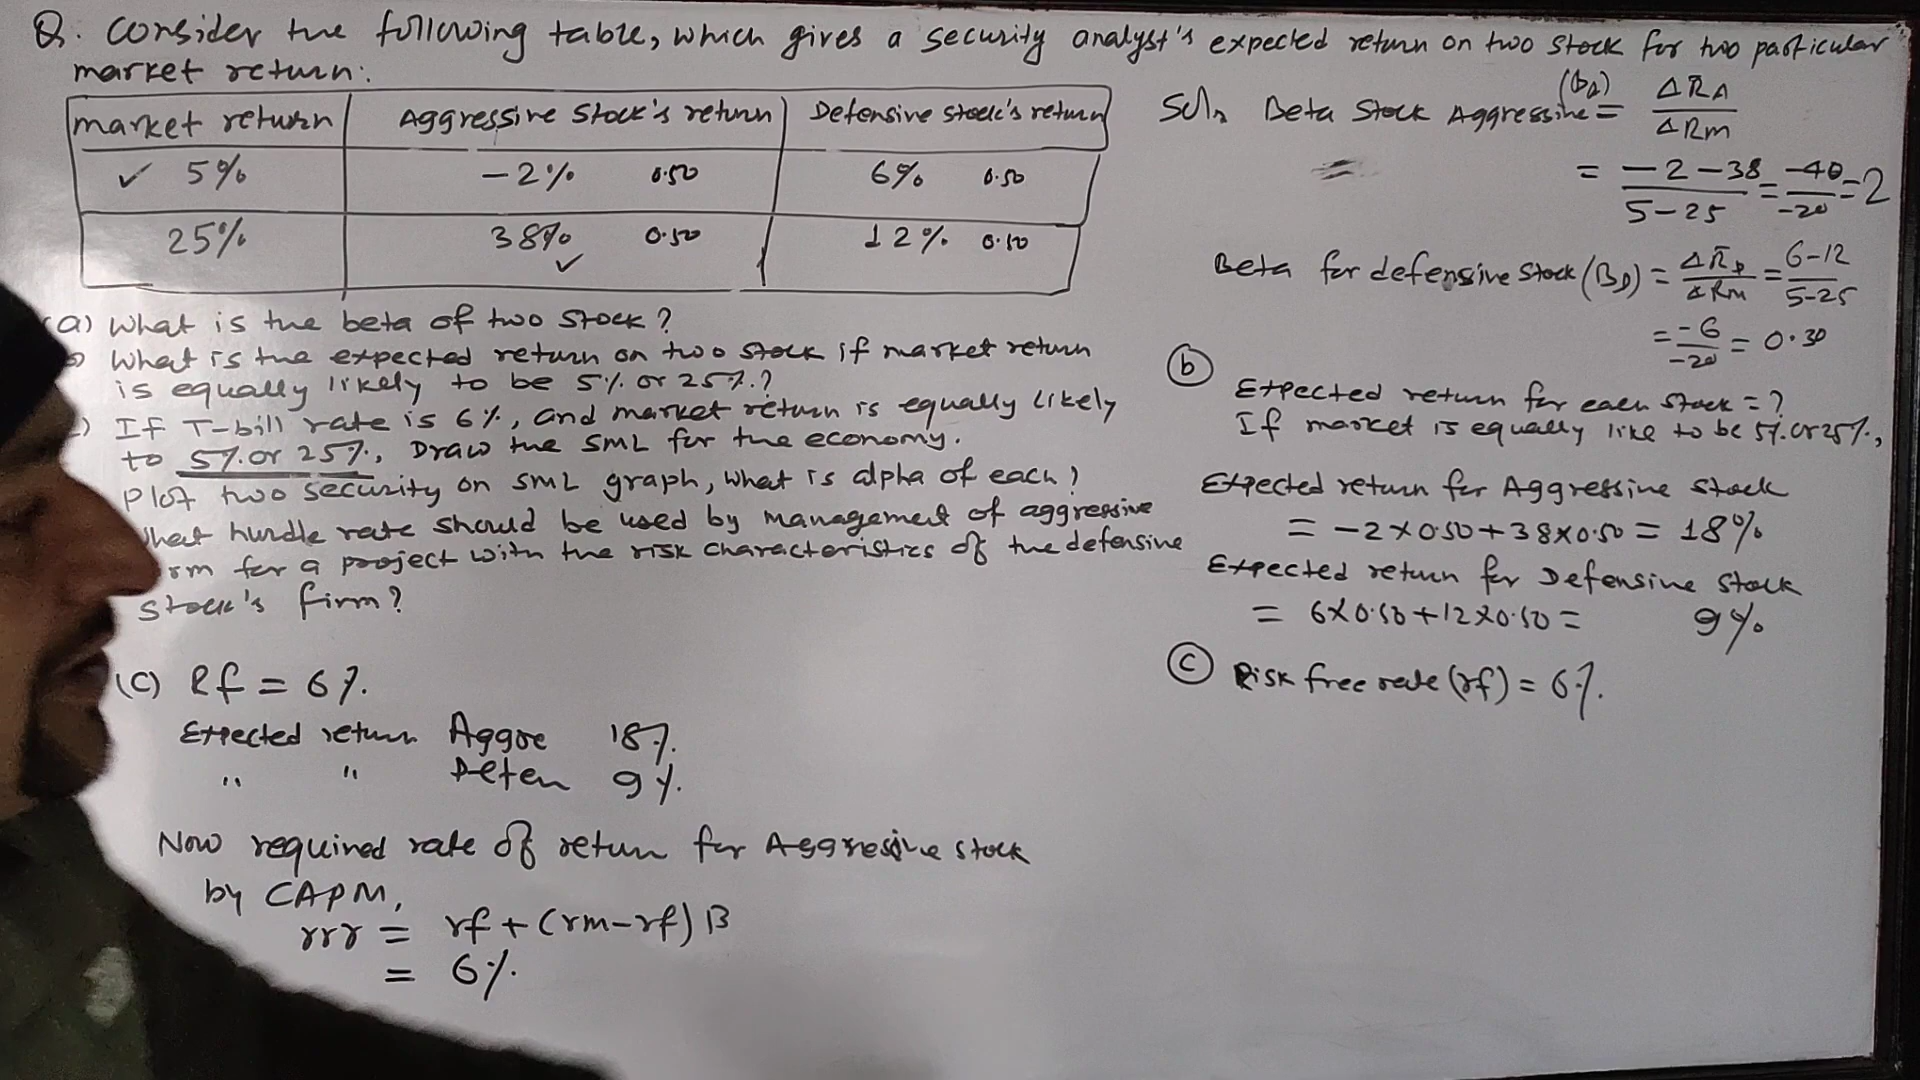 Q. Consider the following table, which gives a security analyst's expected return on two stock for two particular
market return:
market return Aggressive Stock's return Defensive stock's return
✓ 5% -2% 0.50 6% 0.50
25% 38% 0.50 12% 0.50
✓
(a) What is the beta of two stock?
What is the expected return on two stock if market return
is equally likely to be 5% or 25%?
If T-bill rate is 6%, and market return is equally likely
to 5% or 25%, Draw the SML for the economy.
Plot two security on SML graph, what is alpha of each?
What hurdle rate should be used by management of aggressive
for a project with the risk characteristics of the defensive
stock's firm?
(C) Rf = 6%.
Expected return Aggre 18%.
" " Defen 9%.
Now required rate of return for Aggressive stock
by CAPM,
rrr = rf + (rm-rf) B
= 6%.
Soln Beta Stock Aggressive (BA) = ΔRA / ΔRm
= -2-38 / 5-25 = -40 / -20 = 2
Beta for defensive Stock (BD) = ΔRD / ΔRm = 6-12 / 5-25
= -6 / -20 = 0.30
(b)
Expected return for each stock = ?
If market is equally like to be 5%. or 25%.,
Expected return for Aggressive stock
= -2×0.50+38×0.50 = 18%
Expected return for Defensive stock
= 6×0.50+12×0.50 = 9%
(c) Risk free rate (rf) = 6%.